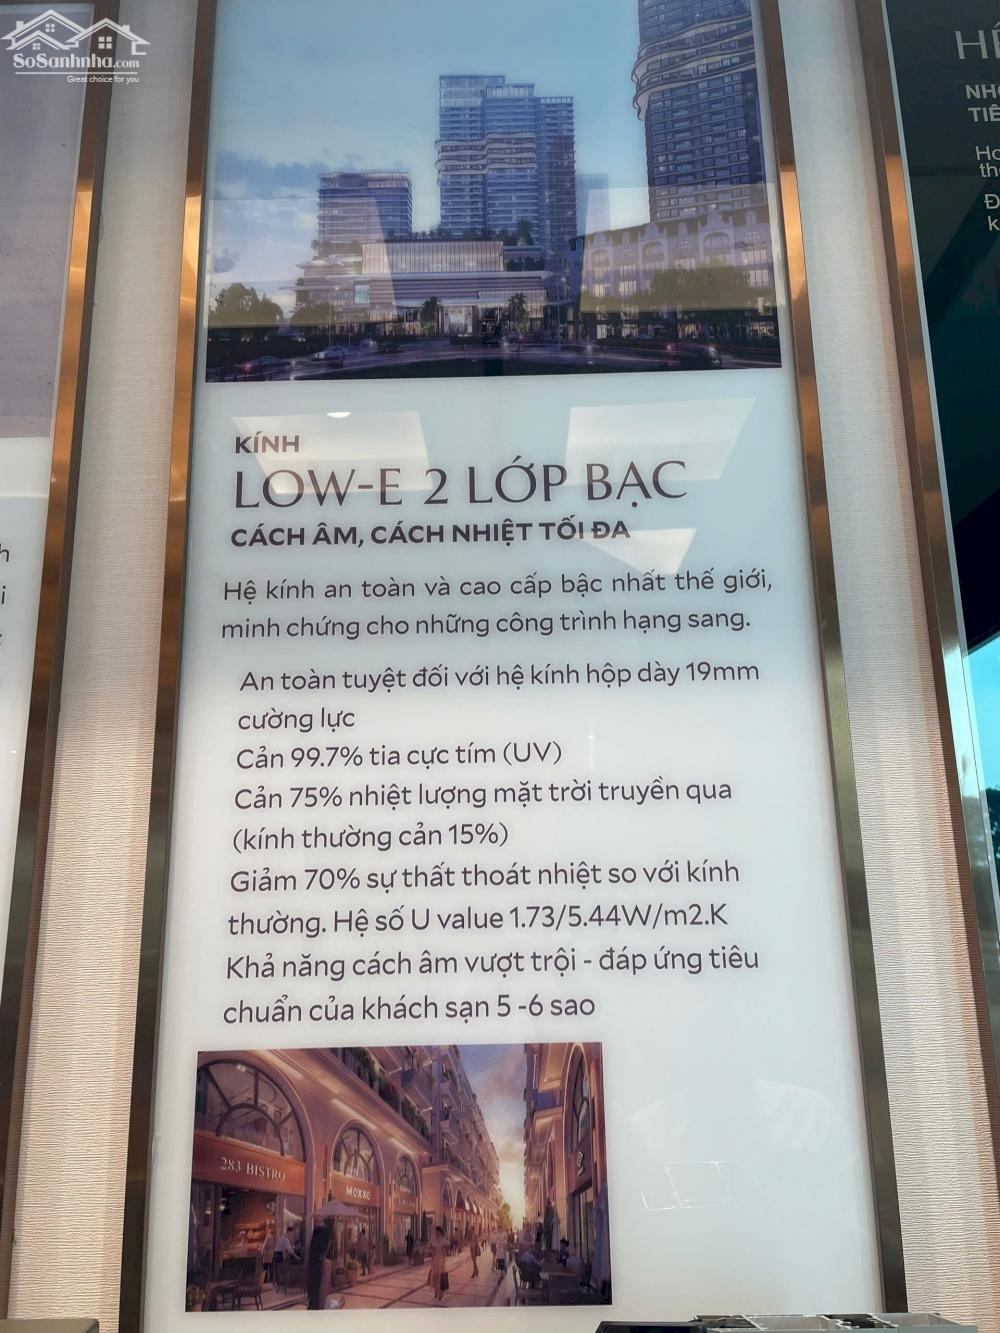 SoSanhnha.com
Great choice for you
KÍNH
LOW-E 2 LỚP BẠC
CÁCH ÂM, CÁCH NHIỆT TỐI ĐA
Hệ kính an toàn và cao cấp bậc nhất thế giới,
minh chứng cho những công trình hạng sang.
An toàn tuyệt đối với hệ kính hộp dày 19mm
cường lực
Cản 99.7% tia cực tím (UV)
Cản 75% nhiệt lượng mặt trời truyền qua
(kính thường cản 15%)
Giảm 70% sự thất thoát nhiệt so với kính
thường. Hệ số U value 1.73/5.44W/m2.K
Khả năng cách âm vượt trội - đáp ứng tiêu
chuẩn của khách sạn 5 -6 sao
283 BISTRO
MCXXC